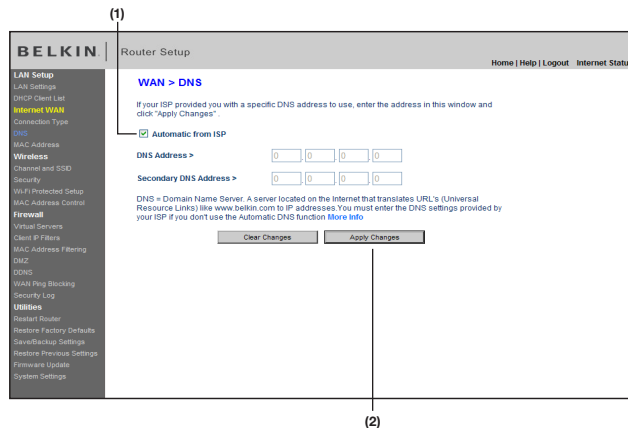 (1)
BELKIN.
Router Setup
Home | Help | Logout Internet Statu
LAN Setup
LAN Settings
DHCP Client List
Internet WAN
Connection Type
DNS
MAC Address
Wireless
Channel and SSID
Security
Wi-Fi Protected Setup
MAC Address Control
Firewall
Virtual Servers
Client IP Filters
MAC Address Filtering
DMZ
DDNS
WAN Ping Blocking
Security Log
Utilities
Restart Router
Restore Factory Defaults
Save/Backup Settings
Restore Previous Settings
Firmware Update
System Settings
WAN > DNS
If your ISP provided you with a specific DNS address to use, enter the address in this window and
click "Apply Changes" .
Automatic from ISP
DNS Address > 0 . 0 . 0 . 0
Secondary DNS Address > 0 . 0 . 0 . 0
DNS = Domain Name Server. A server located on the Internet that translates URL's (Universal
Resource Links) like www.belkin.com to IP addresses.You must enter the DNS settings provided by
your ISP if you don't use the Automatic DNS function More Info
Clear Changes Apply Changes
(2)